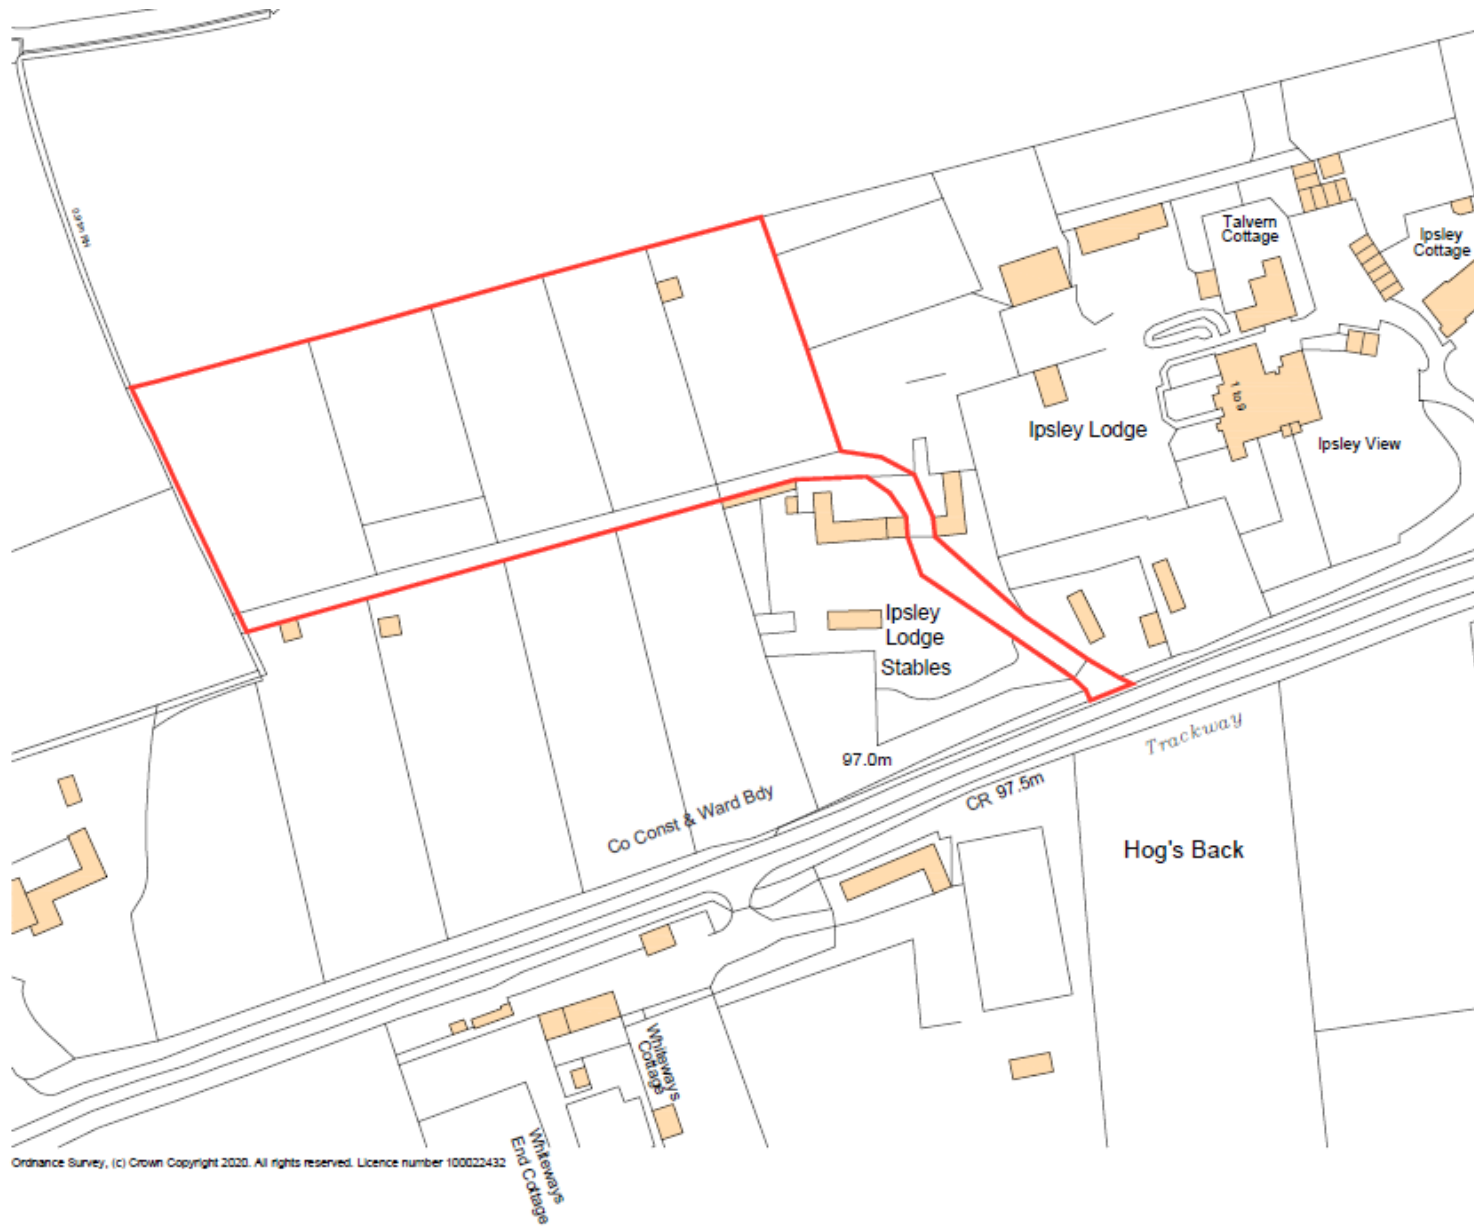 Talvern
Cottage
Ipsley
Cottage
1 to 9
Ipsley Lodge
Ipsley View
Ipsley
Lodge
Stables
Trackway
97.0m
CR 97.5m
Co Const & Ward Bdy
Hog's Back
Whiteways
Cottage
Whiteways
End Cottage
Ordnance Survey, (c) Crown Copyright 2020. All rights reserved. Licence number 100022432